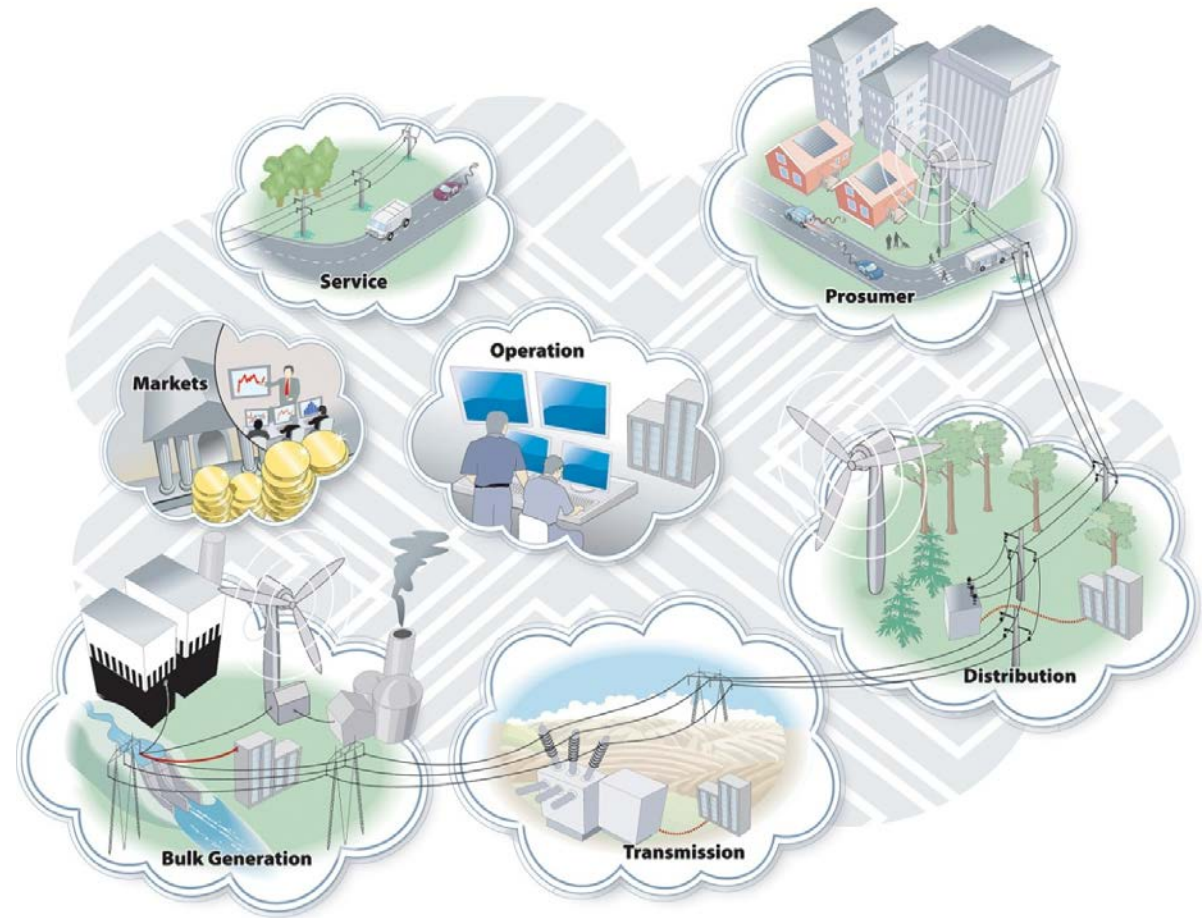 Service
Prosumer
Markets
Operation
Distribution
Bulk Generation
Transmission